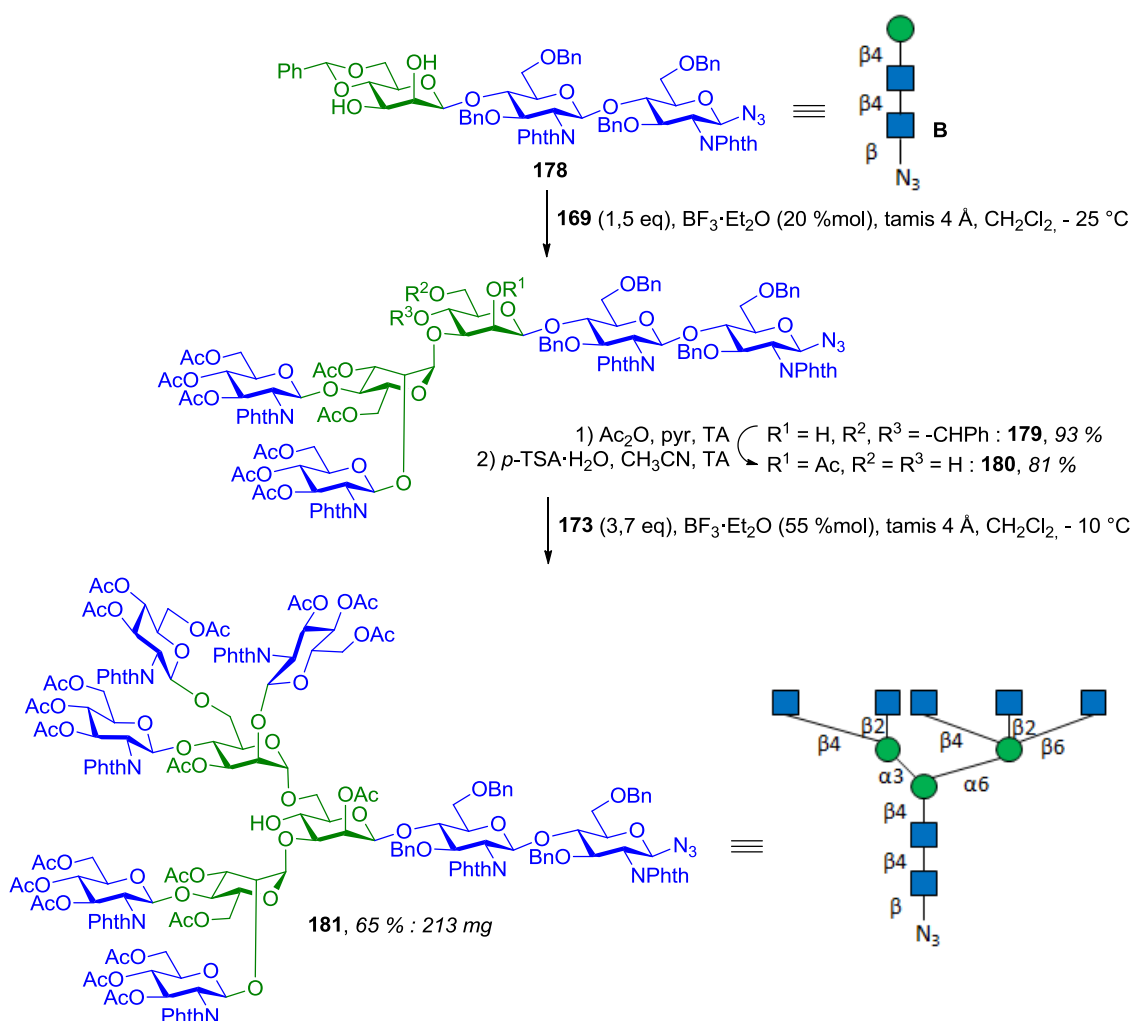 OBn
OBn
Ph
O
O
OH
HO
O
O
O
BnO
PhthN
O
O
BnO
NPhth
N₃
178
β4
β4
β
B
N₃
169 (1,5 eq), BF₃·Et₂O (20 %mol), tamis 4 Å, CH₂Cl₂, - 25 °C
R²O
OR¹
R³O
O
O
OBn
O
BnO
PhthN
O
OBn
O
BnO
NPhth
N₃
AcO
AcO
AcO
O
PhthN
O
AcO
AcO
O
O
AcO
AcO
AcO
O
PhthN
O
1) Ac₂O, pyr, TA
R¹ = H, R², R³ = -CHPh : 179, 93 %
2) p-TSA·H₂O, CH₃CN, TA
R¹ = Ac, R² = R³ = H : 180, 81 %
173 (3,7 eq), BF₃·Et₂O (55 %mol), tamis 4 Å, CH₂Cl₂, - 10 °C
AcO
AcO
OAc
O
PhthN
O
AcO
OAc
OAc
PhthN
O
O
AcO
AcO
AcO
O
PhthN
O
AcO
O
O
O
HO
OAc
O
O
O
OBn
O
BnO
PhthN
O
OBn
O
BnO
NPhth
N₃
AcO
AcO
AcO
O
PhthN
O
AcO
AcO
O
O
AcO
AcO
AcO
O
PhthN
O
181, 65 % : 213 mg
β4
β2
β4
β2
β6
α3
α6
β4
β4
β
N₃